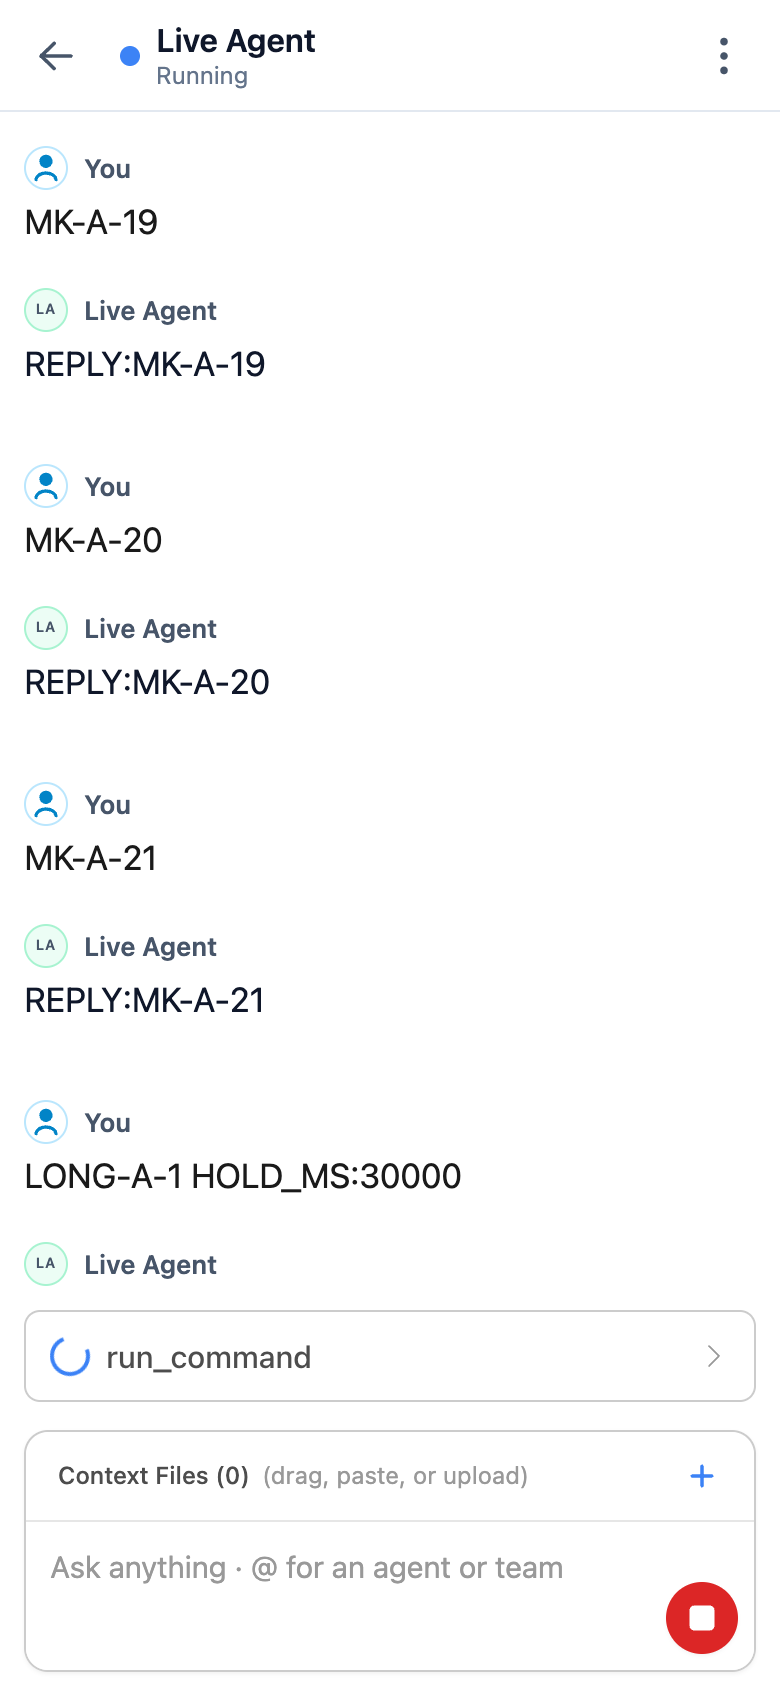 Live Agent
Running
You
MK-A-19
LA Live Agent
REPLY:MK-A-19
You
MK-A-20
LA Live Agent
REPLY:MK-A-20
You
MK-A-21
LA Live Agent
REPLY:MK-A-21
You
LONG-A-1 HOLD_MS:30000
LA Live Agent
run_command
Context Files (0) (drag, paste, or upload)
Ask anything · @ for an agent or team